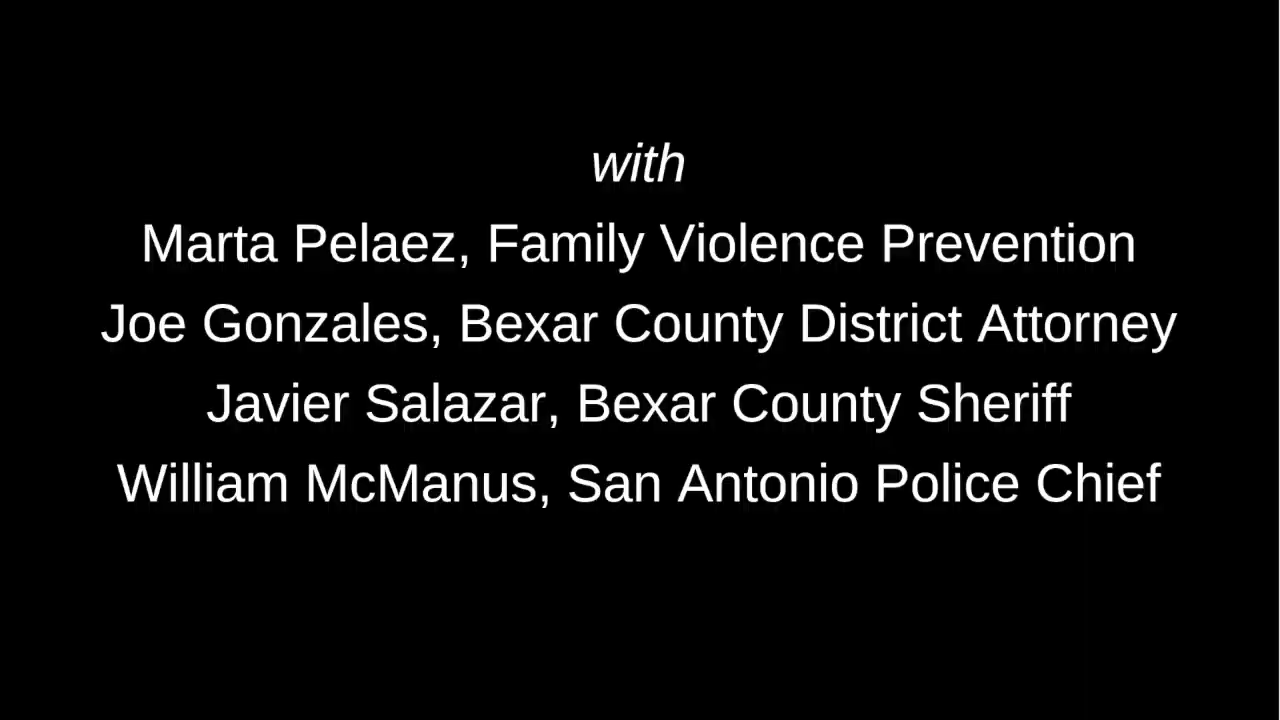 with
Marta Pelaez, Family Violence Prevention
Joe Gonzales, Bexar County District Attorney
Javier Salazar, Bexar County Sheriff
William McManus, San Antonio Police Chief